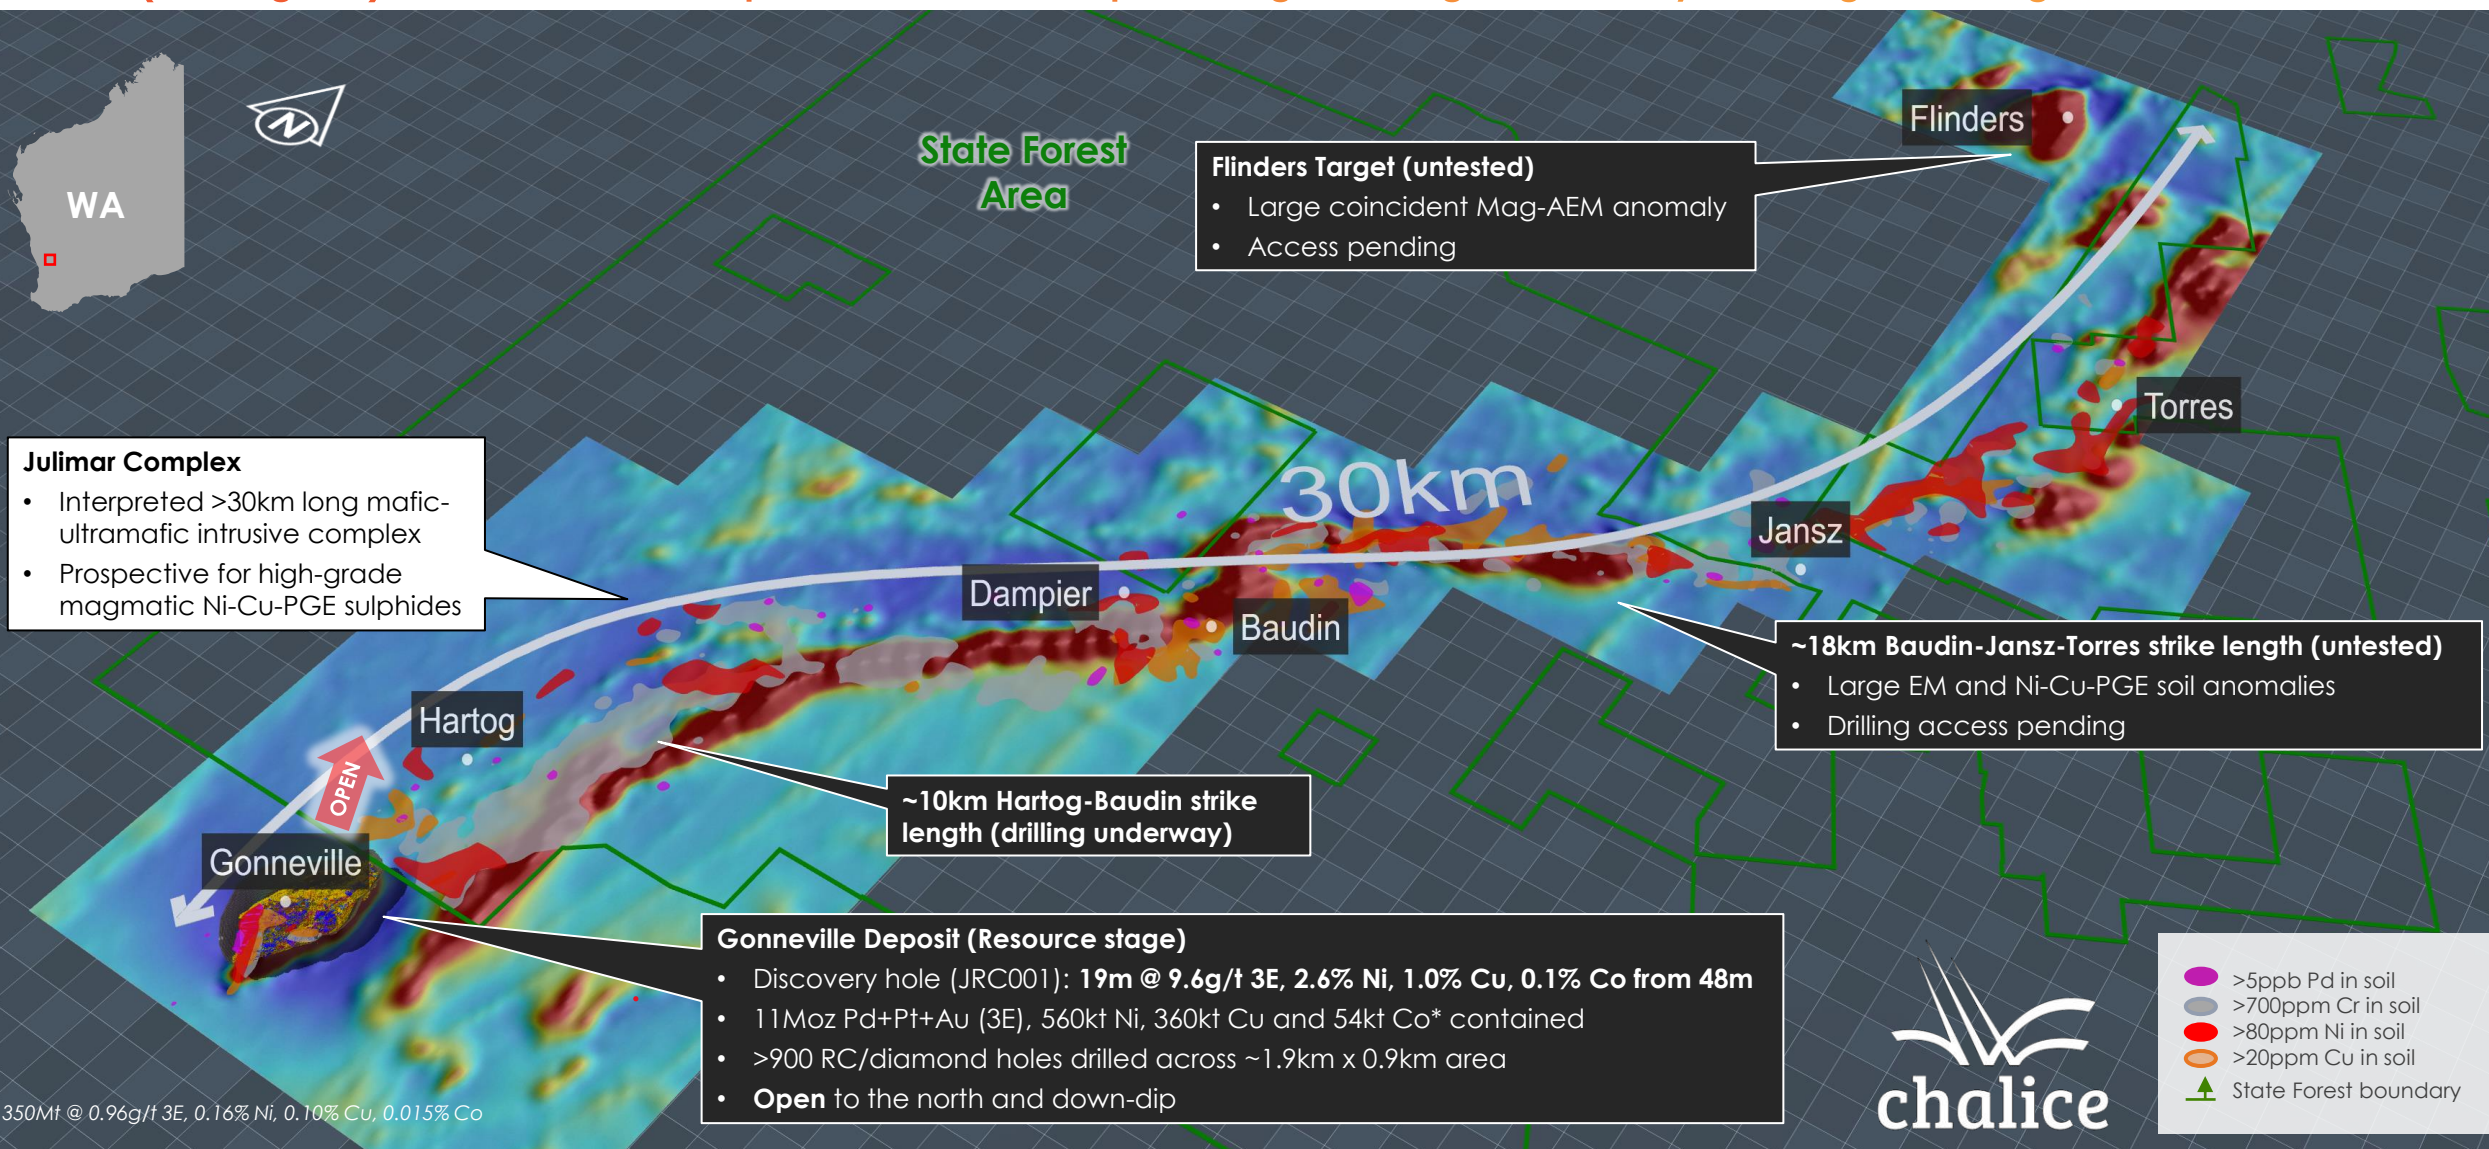 WA
N
State Forest
Area
Flinders
Flinders Target (untested)
• Large coincident Mag-AEM anomaly
• Access pending
Torres
Julimar Complex
• Interpreted >30km long mafic-
ultramafic intrusive complex
• Prospective for high-grade
magmatic Ni-Cu-PGE sulphides
30km
Jansz
Dampier
Baudin
~18km Baudin-Jansz-Torres strike length (untested)
• Large EM and Ni-Cu-PGE soil anomalies
• Drilling access pending
Hartog
OPEN
~10km Hartog-Baudin strike
length (drilling underway)
Gonneville
Gonneville Deposit (Resource stage)
• Discovery hole (JRC001): 19m @ 9.6g/t 3E, 2.6% Ni, 1.0% Cu, 0.1% Co from 48m
• 11Moz Pd+Pt+Au (3E), 560kt Ni, 360kt Cu and 54kt Co* contained
• >900 RC/diamond holes drilled across ~1.9km x 0.9km area
• Open to the north and down-dip
chalice
>5ppb Pd in soil
>700ppm Cr in soil
>80ppm Ni in soil
>20ppm Cu in soil
State Forest boundary
350Mt @ 0.96g/t 3E, 0.16% Ni, 0.10% Cu, 0.015% Co